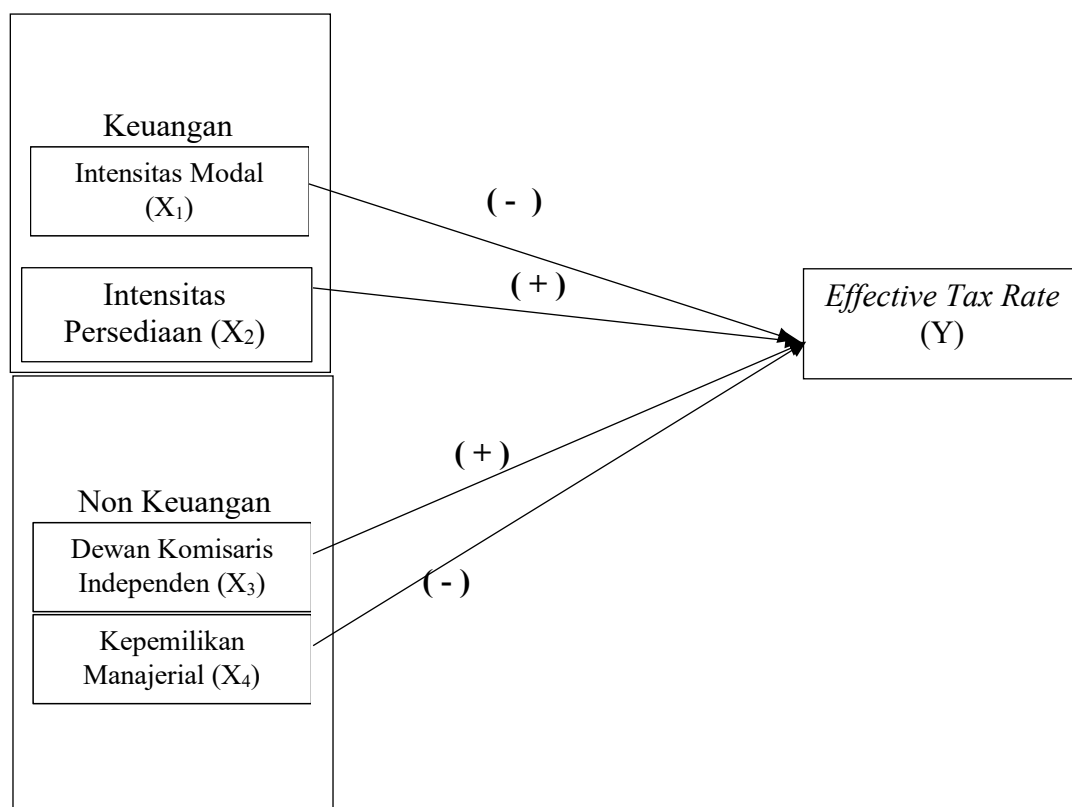 Keuangan
Intensitas Modal
(X₁)
Intensitas
Persediaan (X₂)
Non Keuangan
Dewan Komisaris
Independen (X₃)
Kepemilikan
Manajerial (X₄)
( - )
( + )
( + )
( - )
Effective Tax Rate
(Y)